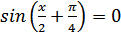 sin(x/2 + π/4) = 0